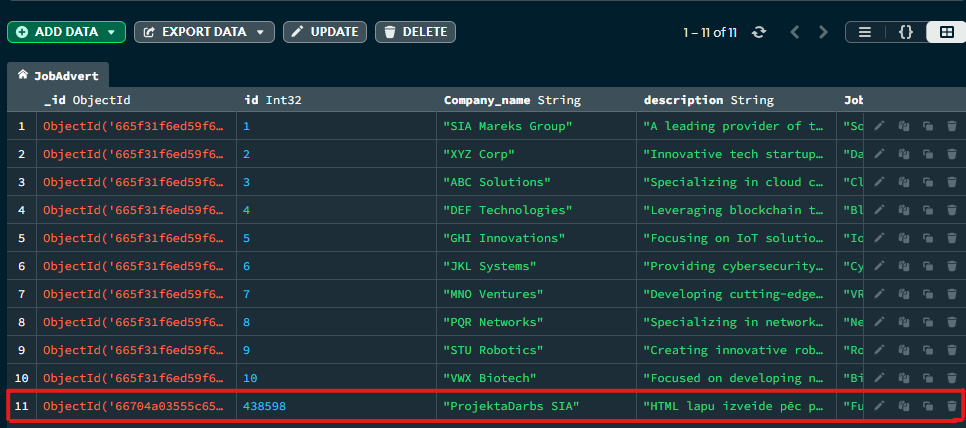 ADD DATA EXPORT DATA UPDATE DELETE 1 – 11 of 11 {}
JobAdvert
_id ObjectId id Int32 Company_name String description String Job
1 ObjectId('665f31f6ed59f6… 1 "SIA Mareks Group" "A leading provider of t… "So
2 ObjectId('665f31f6ed59f6… 2 "XYZ Corp" "Innovative tech startup… "Da
3 ObjectId('665f31f6ed59f6… 3 "ABC Solutions" "Specializing in cloud c… "Cl
4 ObjectId('665f31f6ed59f6… 4 "DEF Technologies" "Leveraging blockchain t… "Bl
5 ObjectId('665f31f6ed59f6… 5 "GHI Innovations" "Focusing on IoT solutio… "Io
6 ObjectId('665f31f6ed59f6… 6 "JKL Systems" "Providing cybersecurity… "Cy
7 ObjectId('665f31f6ed59f6… 7 "MNO Ventures" "Developing cutting-edge… "VR
8 ObjectId('665f31f6ed59f6… 8 "PQR Networks" "Specializing in network… "Ne
9 ObjectId('665f31f6ed59f6… 9 "STU Robotics" "Creating innovative rob… "Ro
10 ObjectId('665f31f6ed59f6… 10 "VWX Biotech" "Focused on developing n… "Bi
11 ObjectId('66704a03555c65… 438598 "ProjektaDarbs SIA" "HTML lapu izveide pēc p… "Fu